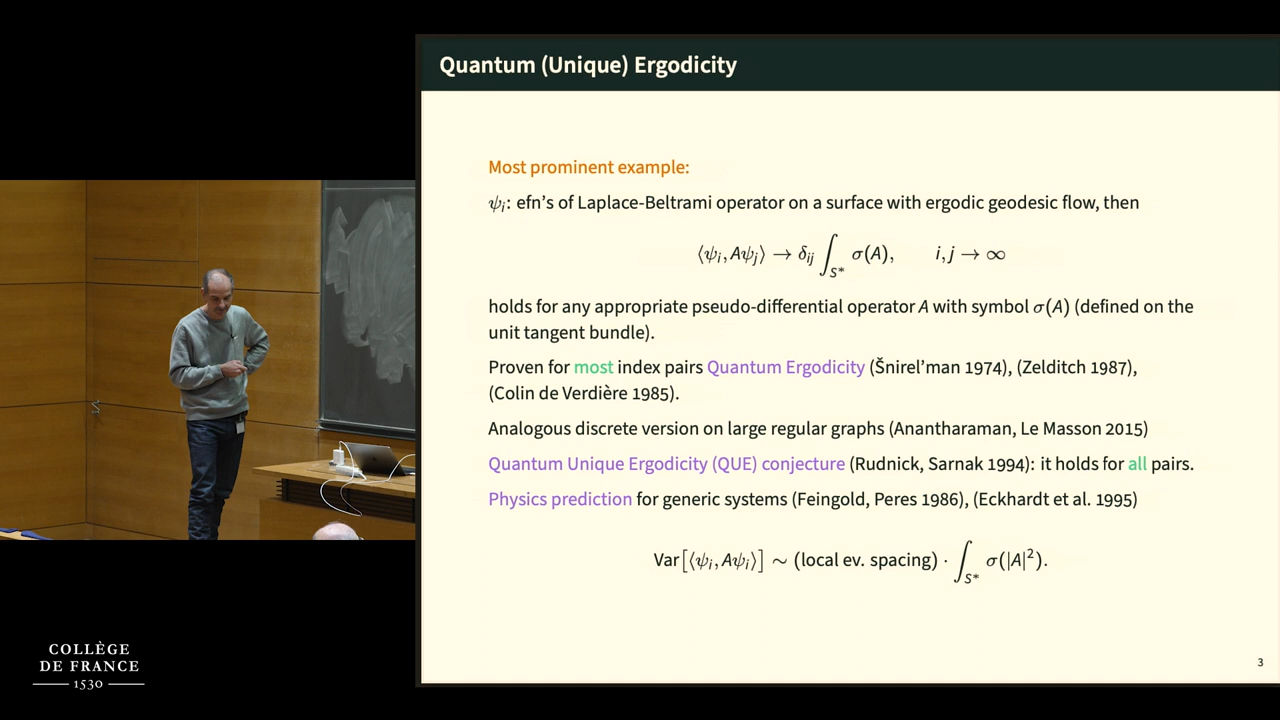 Quantum (Unique) Ergodicity
Most prominent example:
ψᵢ: efn's of Laplace-Beltrami operator on a surface with ergodic geodesic flow, then
⟨ψᵢ, Aψⱼ⟩ → δᵢⱼ ∫_{S*} σ(A), i, j → ∞
holds for any appropriate pseudo-differential operator A with symbol σ(A) (defined on the
unit tangent bundle).
Proven for most index pairs Quantum Ergodicity (Šnirel'man 1974), (Zelditch 1987),
(Colin de Verdière 1985).
Analogous discrete version on large regular graphs (Anantharaman, Le Masson 2015)
Quantum Unique Ergodicity (QUE) conjecture (Rudnick, Sarnak 1994): it holds for all pairs.
Physics prediction for generic systems (Feingold, Peres 1986), (Eckhardt et al. 1995)
Var[⟨ψᵢ, Aψᵢ⟩] ∼ (local ev. spacing) · ∫_{S*} σ(|A|²).
3
COLLÈGE
DE FRANCE
1530